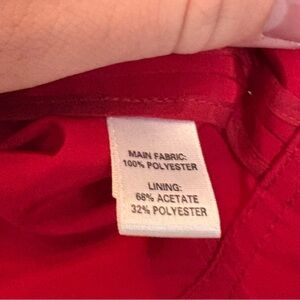 MAIN FABRIC:
100% POLYESTER
LINING:
68% ACETATE
32% POLYESTER